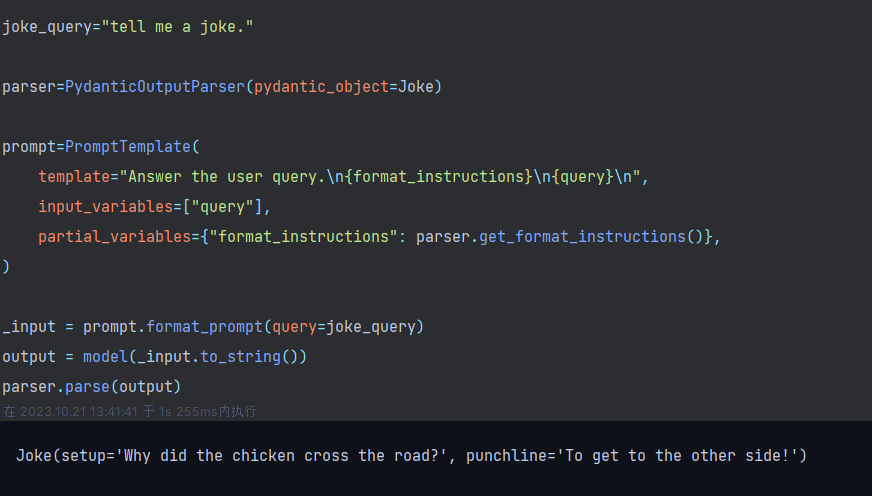 joke_query="tell me a joke."
parser=PydanticOutputParser(pydantic_object=Joke)
prompt=PromptTemplate(
    template="Answer the user query.\n{format_instructions}\n{query}\n",
    input_variables=["query"],
    partial_variables={"format_instructions": parser.get_format_instructions()},
)
_input = prompt.format_prompt(query=joke_query)
output = model(_input.to_string())
parser.parse(output)
在 2023.10.21 13:41:41 于 1s 255ms内执行
Joke(setup='Why did the chicken cross the road?', punchline='To get to the other side!')